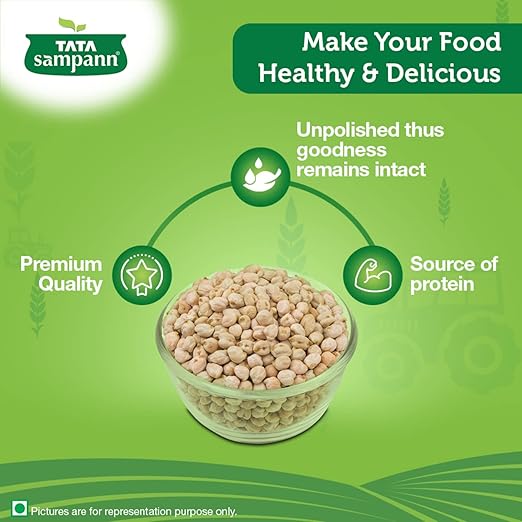 TATA
sampann®
Make Your Food
Healthy & Delicious
Unpolished thus
goodness
remains intact
Premium
Quality
Source of
protein
Pictures are for representation purpose only.